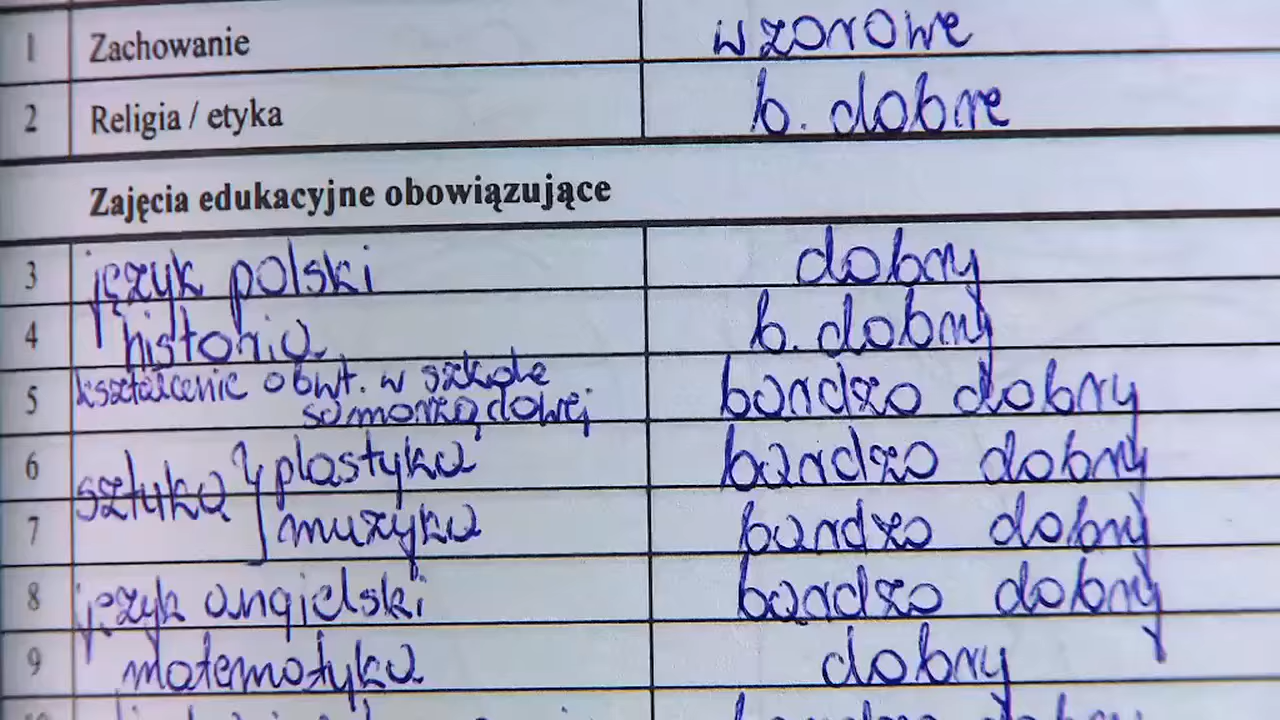 1 Zachowanie wzorowe
2 Religia / etyka b. dobre
Zajęcia edukacyjne obowiązujące
3 język polski dobry
4 historia b. dobry
5 kształcenie obyw. w szkole samorządowej bardzo dobry
6 sztuka } plastyka bardzo dobry
7 muzyka bardzo dobry
8 język angielski bardzo dobry
9 matematyka dobry